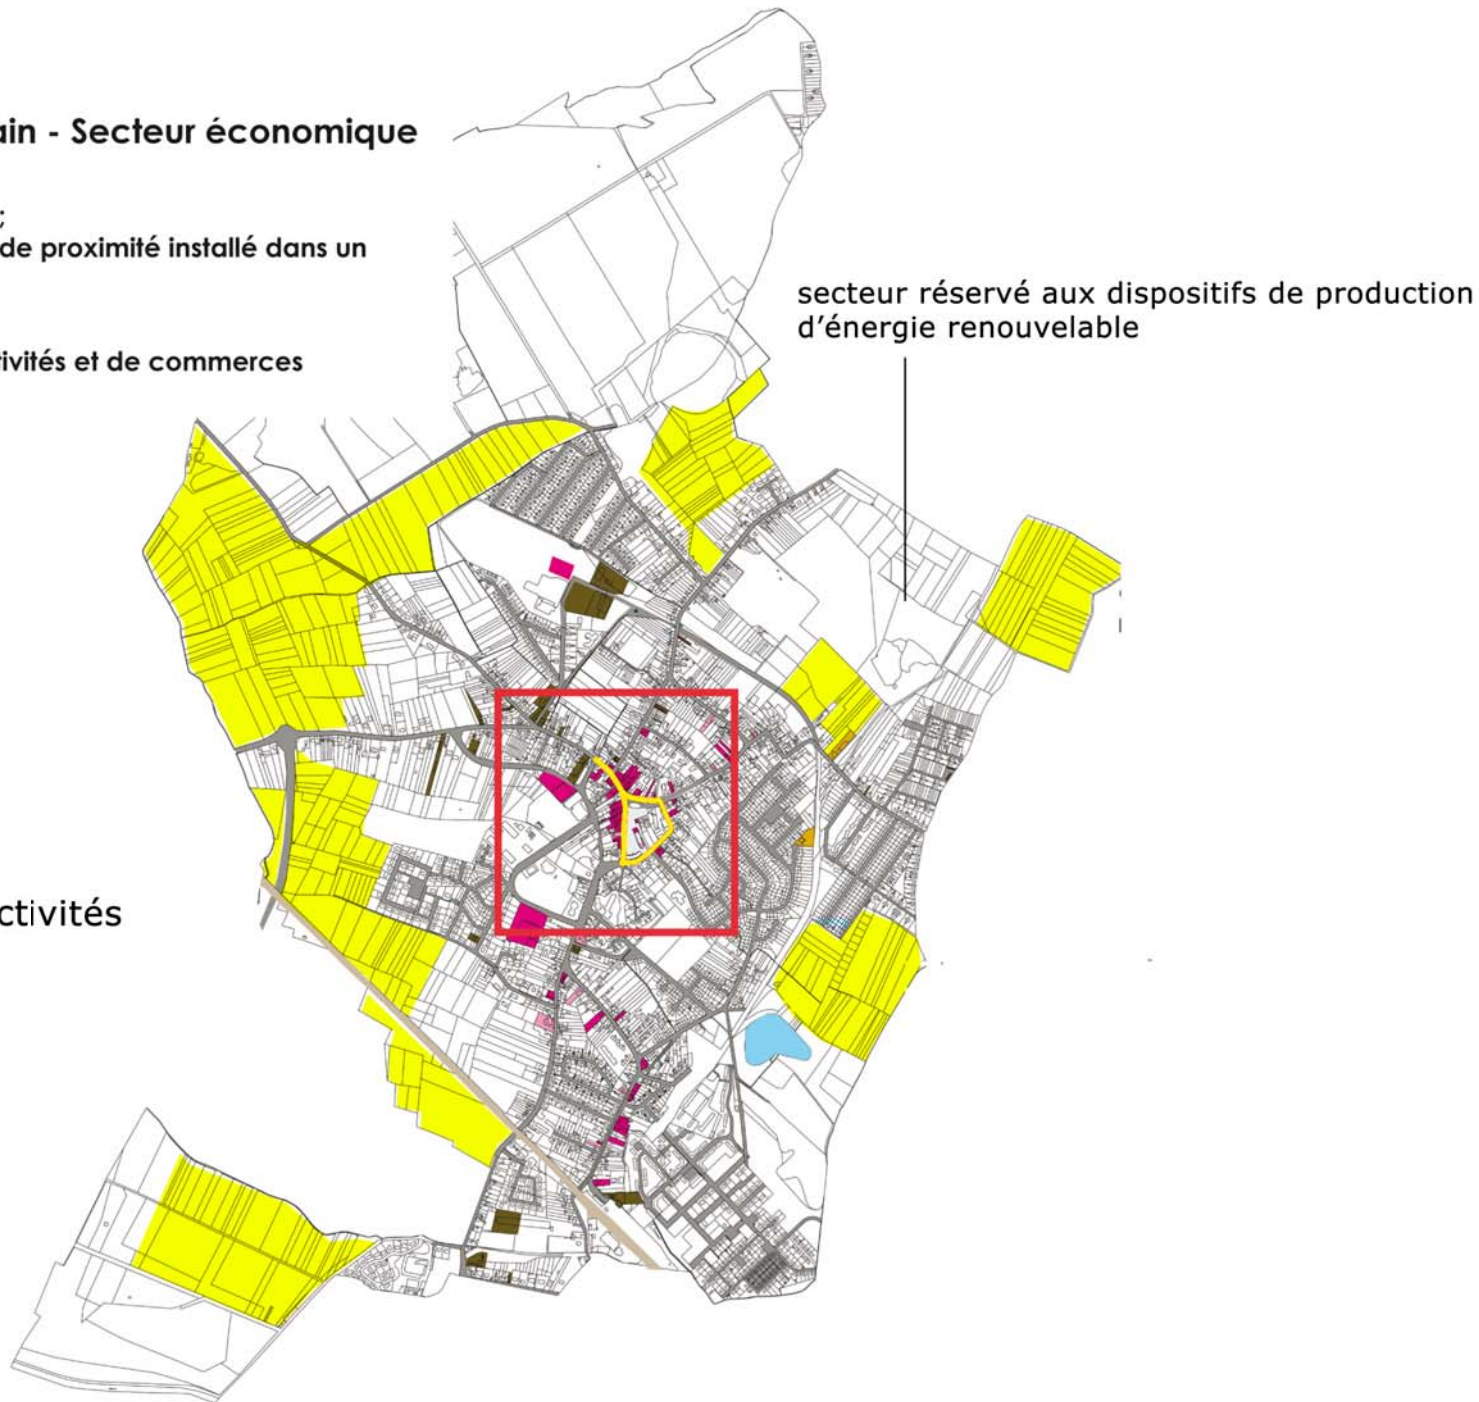 ain - Secteur économique
;
de proximité installé dans un
secteur réservé aux dispositifs de production
d'énergie renouvelable
tivités et de commerces
ctivités